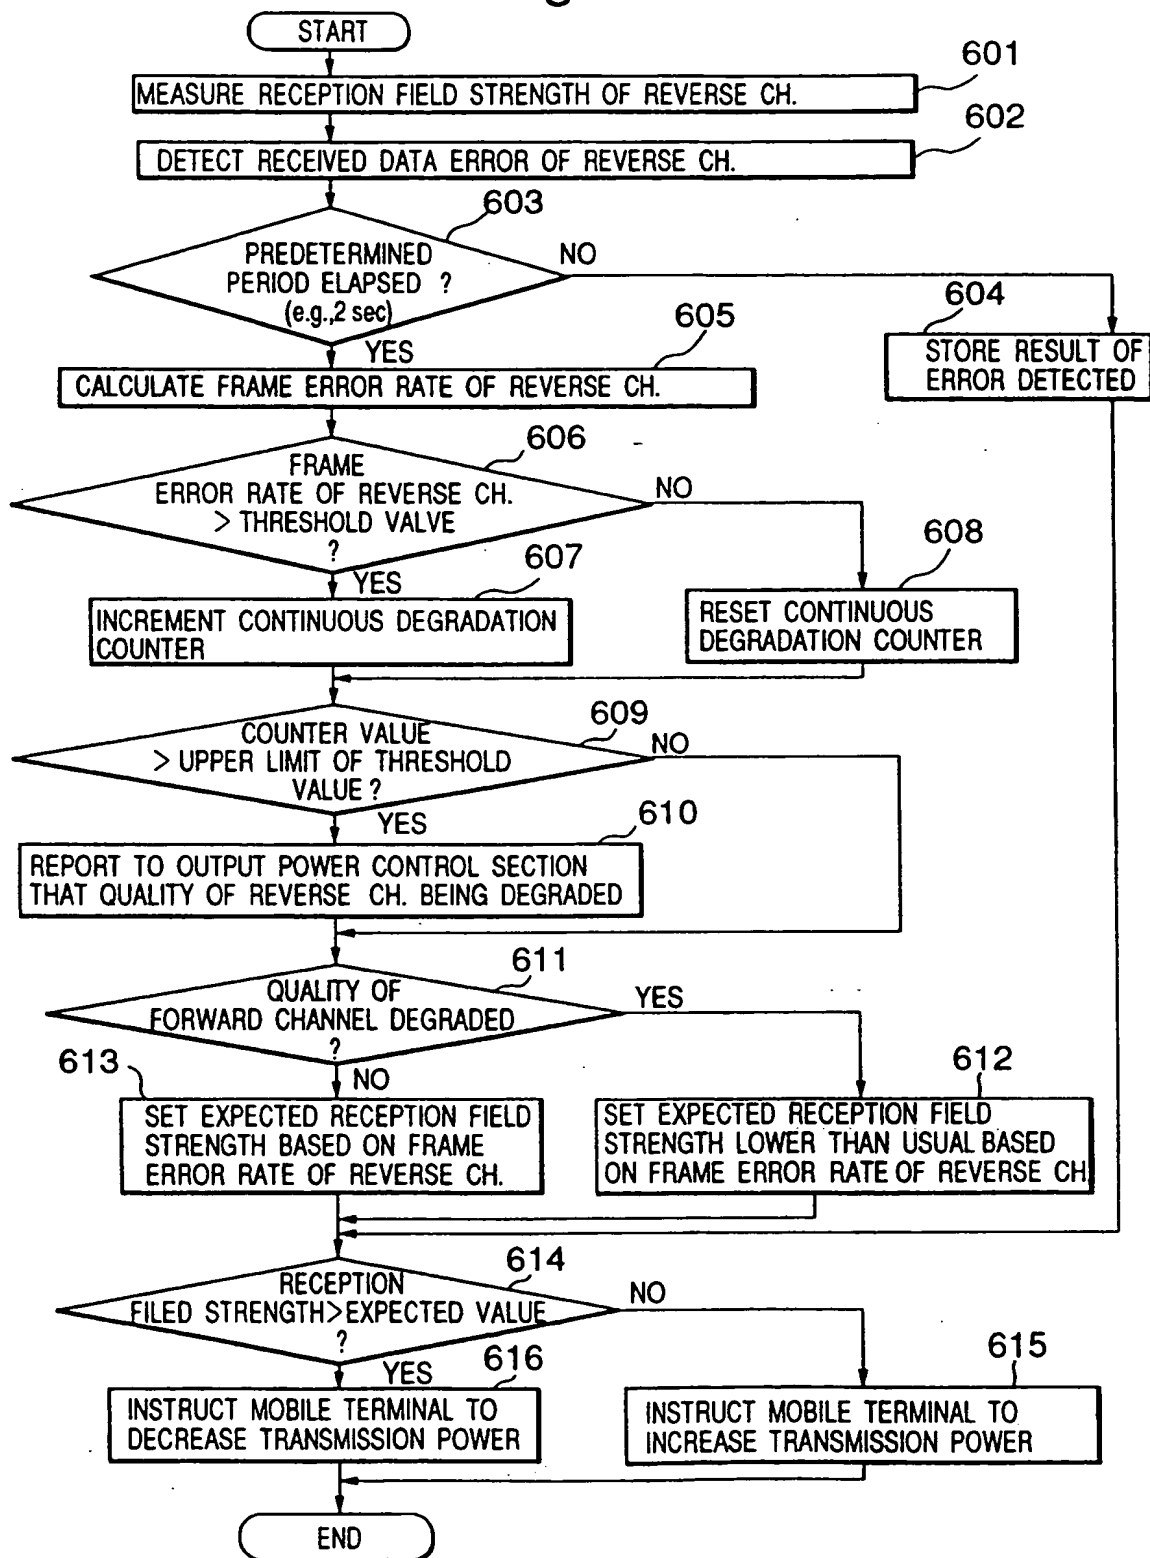 START
601
MEASURE RECEPTION FIELD STRENGTH OF REVERSE CH.
602
DETECT RECEIVED DATA ERROR OF REVERSE CH.
603
PREDETERMINED
PERIOD ELAPSED ?
(e.g.,2 sec)
NO
YES
604
STORE RESULT OF
ERROR DETECTED
605
CALCULATE FRAME ERROR RATE OF REVERSE CH.
606
FRAME
ERROR RATE OF REVERSE CH.
> THRESHOLD VALVE
?
NO
YES
607
INCREMENT CONTINUOUS DEGRADATION
COUNTER
608
RESET CONTINUOUS
DEGRADATION COUNTER
609
COUNTER VALUE
> UPPER LIMIT OF THRESHOLD
VALUE ?
NO
YES
610
REPORT TO OUTPUT POWER CONTROL SECTION
THAT QUALITY OF REVERSE CH. BEING DEGRADED
611
QUALITY OF
FORWARD CHANNEL DEGRADED
?
YES
NO
613
SET EXPECTED RECEPTION FIELD
STRENGTH BASED ON FRAME
ERROR RATE OF REVERSE CH.
612
SET EXPECTED RECEPTION FIELD
STRENGTH LOWER THAN USUAL BASED
ON FRAME ERROR RATE OF REVERSE CH
614
RECEPTION
FILED STRENGTH>EXPECTED VALUE
?
NO
YES
616
INSTRUCT MOBILE TERMINAL TO
DECREASE TRANSMISSION POWER
615
INSTRUCT MOBILE TERMINAL TO
INCREASE TRANSMISSION POWER
END